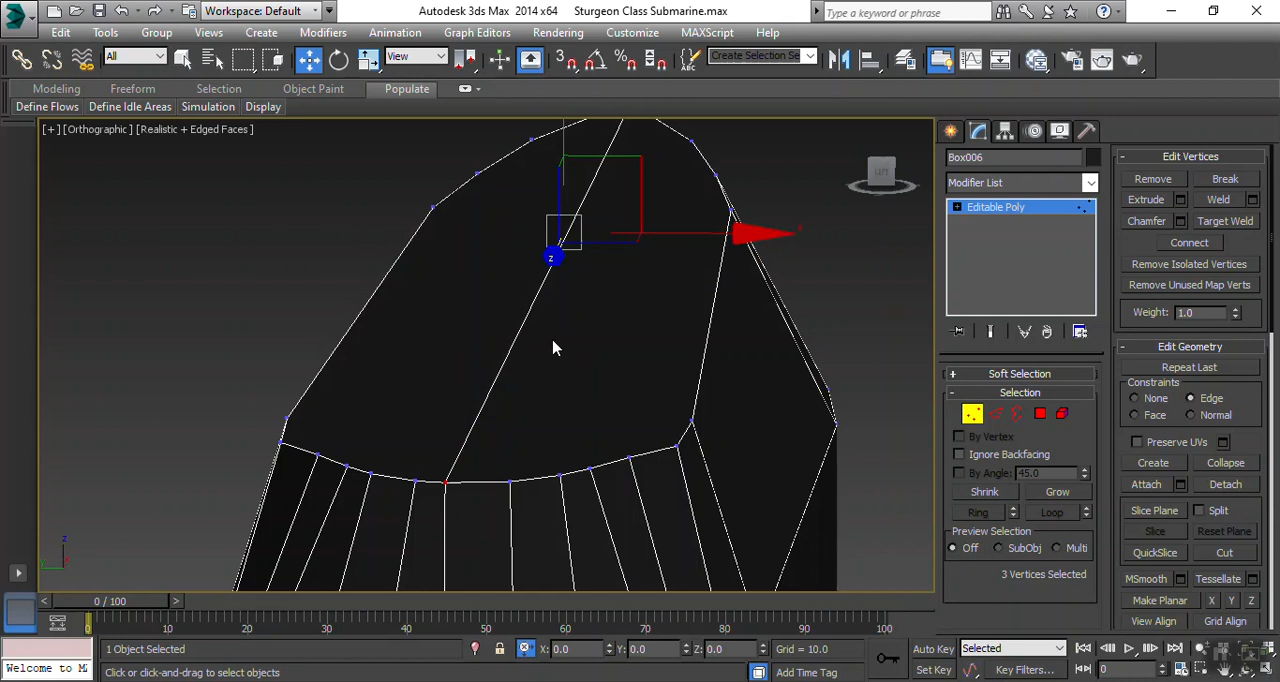 Workspace: Default
Autodesk 3ds Max 2014 x64
Sturgeon Class Submarine.max
Type a keyword or phrase
Edit Tools Group Views Create Modifiers Animation Graph Editors Rendering Customize MAXScript Help
All
View
3
Create Selection Se
Modeling Freeform Selection Object Paint Populate
Define Flows Define Idle Areas Simulation Display
[+] [Orthographic ] [Realistic + Edged Faces ]
LEFT
x
z
z
Box006
Modifier List
Editable Poly
Soft Selection
Selection
By Vertex
Ignore Backfacing
By Angle: 45.0
Shrink Grow
Ring Loop
Preview Selection
Off SubObj Multi
3 Vertices Selected
Edit Vertices
Remove Break
Extrude Weld
Chamfer Target Weld
Connect
Remove Isolated Vertices
Remove Unused Map Verts
Weight: 1.0
Edit Geometry
Repeat Last
Constraints
None Edge
Face Normal
Preserve UVs
Create Collapse
Attach Detach
Slice Plane Split
Slice Reset Plane
QuickSlice Cut
MSmooth Tessellate
Make Planar X Y Z
View Align Grid Align
0 / 100
0 10 20 30 40 50 60 70 80 90 100
1 Object Selected
X: 0.0 Y: 0.0 Z: 0.0
Grid = 10.0
Auto Key Selected
Welcome to M
Click or click-and-drag to select objects
Add Time Tag
Set Key
Key Filters...
0